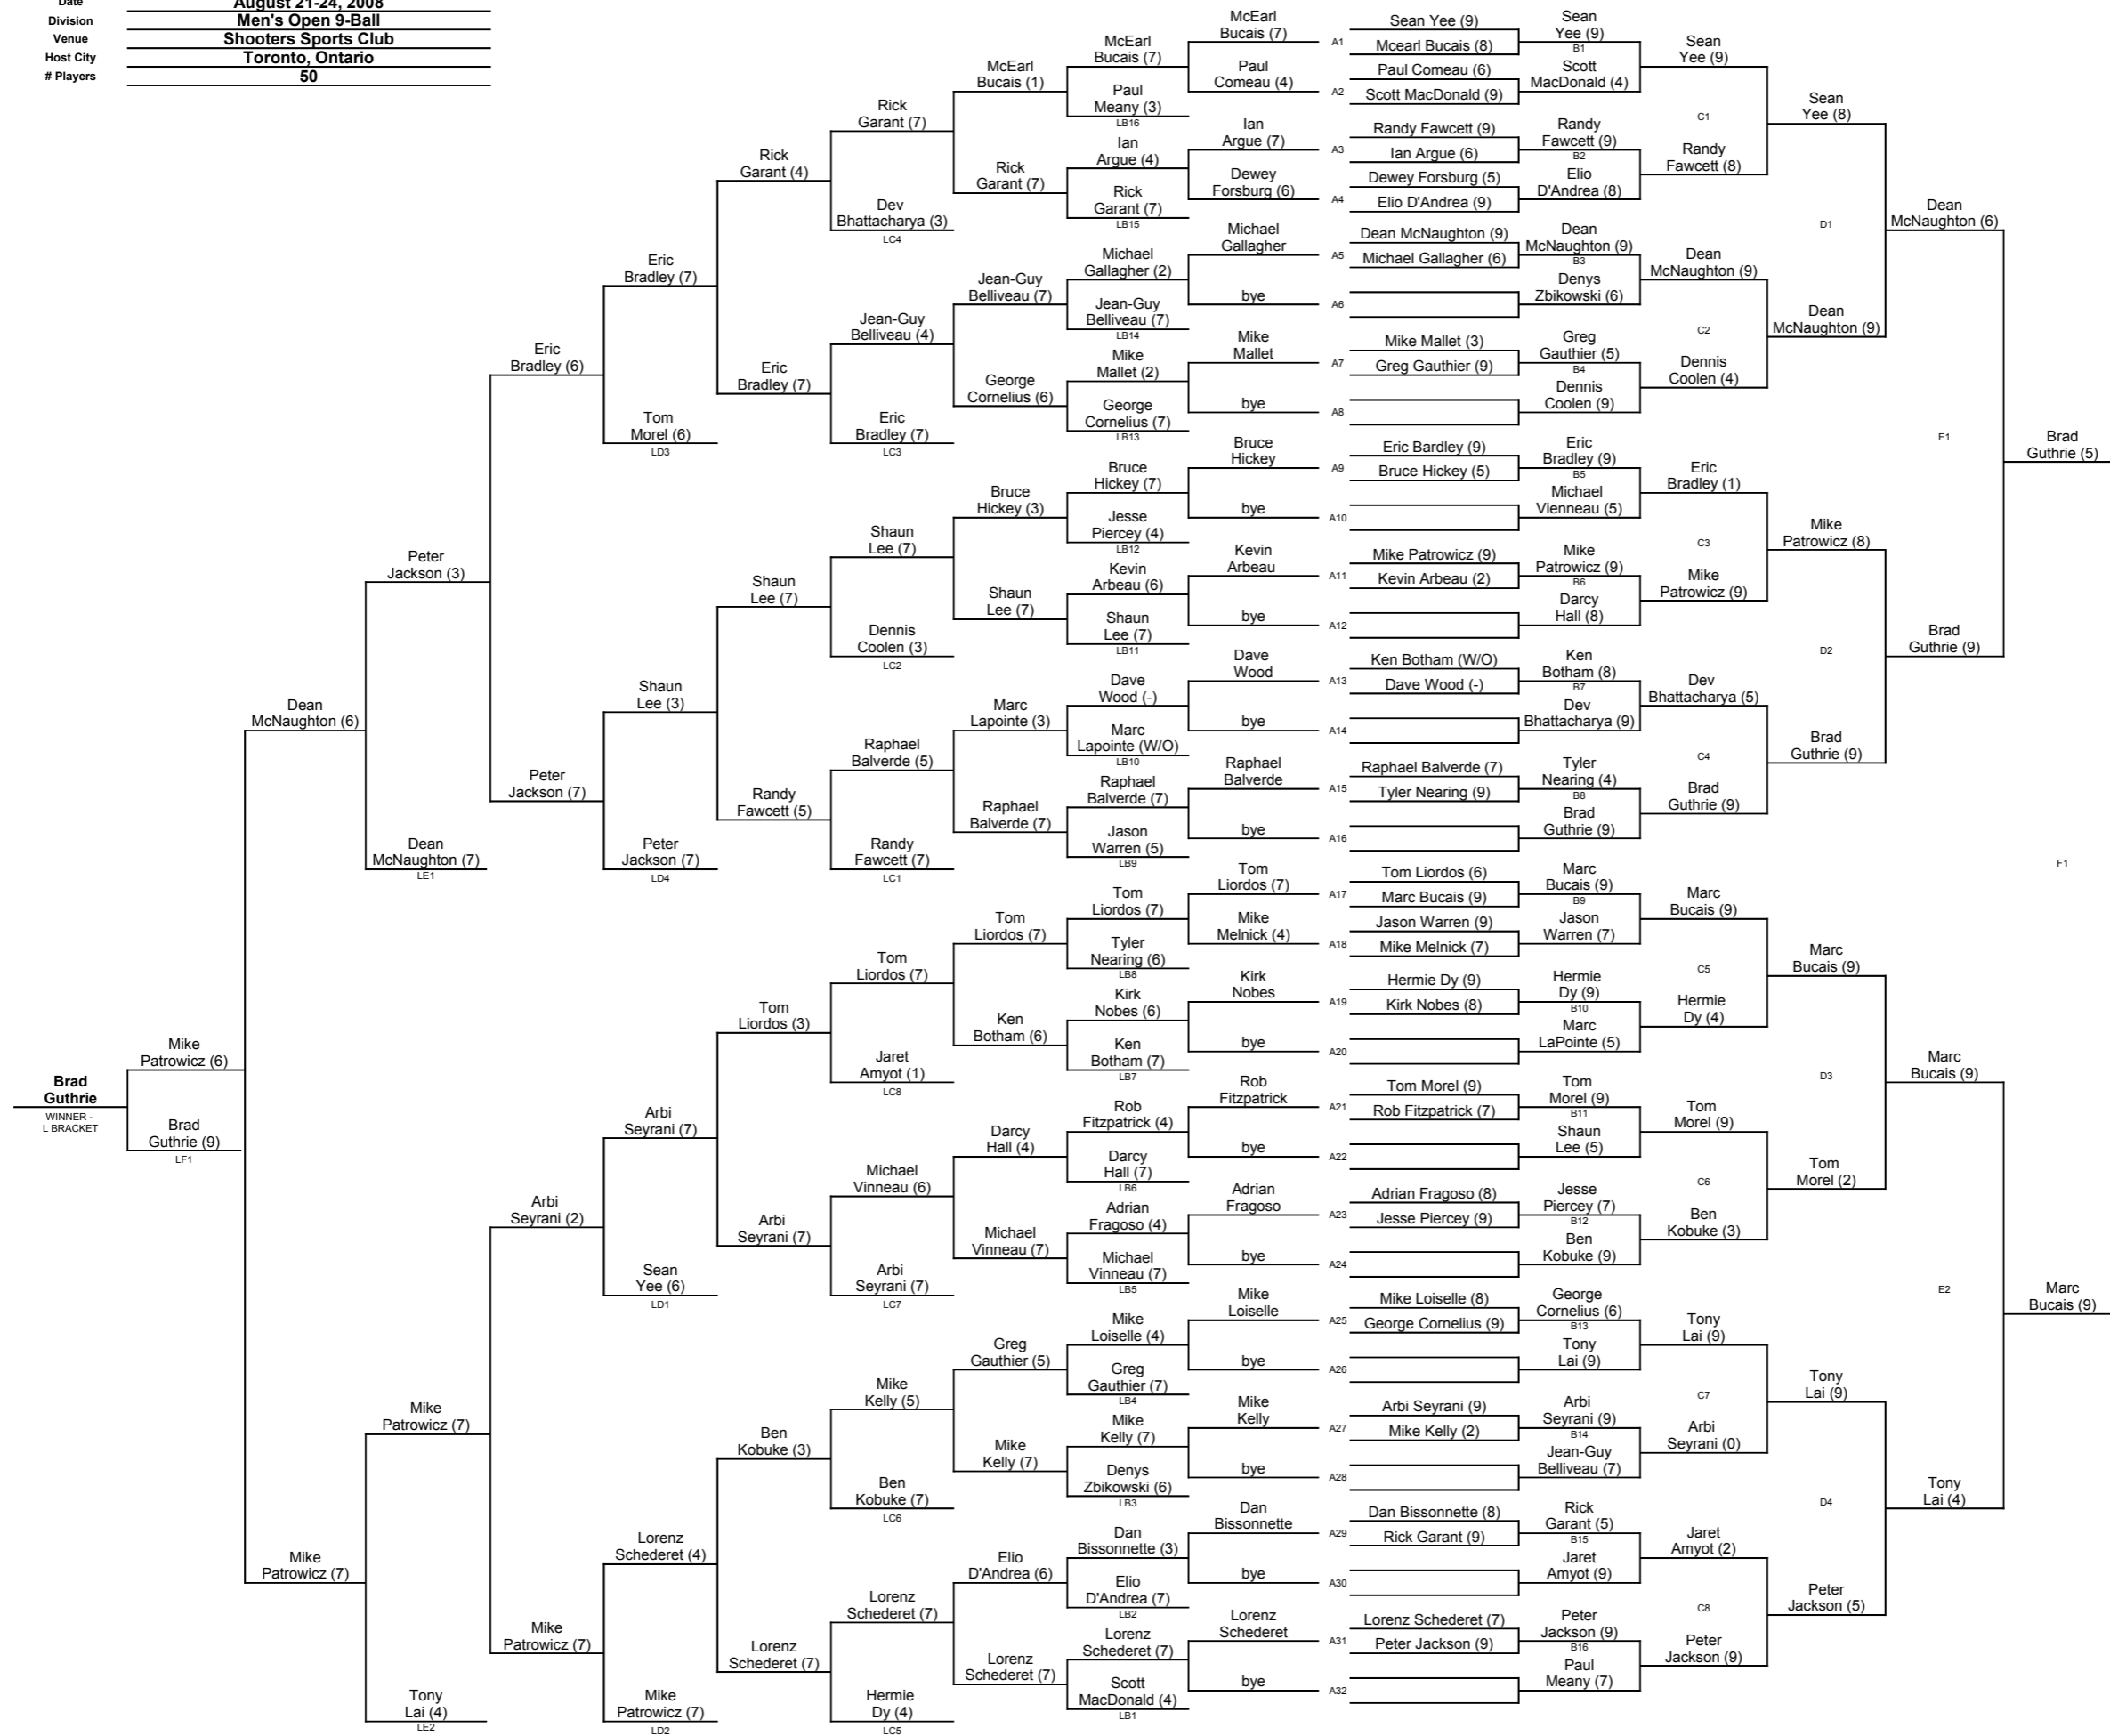 Date August 21-24, 2008
Division Men's Open 9-Ball
Venue Shooters Sports Club
Host City Toronto, Ontario
# Players 50
Brad
Guthrie
WINNER -
L BRACKET
Mike
Patrowicz (6)
Brad
Guthrie (9)
LF1
Dean
McNaughton (6)
Mike
Patrowicz (7)
Peter
Jackson (3)
Dean
McNaughton (7)
LE1
Mike
Patrowicz (7)
Tony
Lai (4)
LE2
Eric
Bradley (6)
Peter
Jackson (7)
Arbi
Seyrani (2)
Mike
Patrowicz (7)
Eric
Bradley (7)
Tom
Morel (6)
LD3
Shaun
Lee (3)
Peter
Jackson (7)
LD4
Arbi
Seyrani (7)
Sean
Yee (6)
LD1
Lorenz
Schederet (4)
Mike
Patrowicz (7)
LD2
Rick
Garant (4)
Eric
Bradley (7)
Shaun
Lee (7)
Randy
Fawcett (5)
Tom
Liordos (3)
Arbi
Seyrani (7)
Ben
Kobuke (3)
Lorenz
Schederet (7)
Rick
Garant (7)
Dev
Bhattacharya (3)
LC4
Jean-Guy
Belliveau (4)
Eric
Bradley (7)
LC3
Shaun
Lee (7)
Dennis
Coolen (3)
LC2
Raphael
Balverde (5)
Randy
Fawcett (7)
LC1
Tom
Liordos (7)
Jaret
Amyot (1)
LC8
Michael
Vinneau (6)
Arbi
Seyrani (7)
LC7
Mike
Kelly (5)
Ben
Kobuke (7)
LC6
Lorenz
Schederet (7)
Hermie
Dy (4)
LC5
McEarl
Bucais (1)
Rick
Garant (7)
Jean-Guy
Belliveau (7)
George
Cornelius (6)
Bruce
Hickey (3)
Shaun
Lee (7)
Marc
Lapointe (3)
Raphael
Balverde (7)
Tom
Liordos (7)
Ken
Botham (6)
Darcy
Hall (4)
Michael
Vinneau (7)
Greg
Gauthier (5)
Mike
Kelly (7)
Elio
D'Andrea (6)
Lorenz
Schederet (7)
McEarl
Bucais (7)
Paul
Meany (3)
LB16
Ian
Argue (4)
Rick
Garant (7)
LB15
Michael
Gallagher (2)
Jean-Guy
Belliveau (7)
LB14
Mike
Mallet (2)
George
Cornelius (7)
LB13
Bruce
Hickey (7)
Jesse
Piercey (4)
LB12
Kevin
Arbeau (6)
Shaun
Lee (7)
LB11
Dave
Wood (-)
Marc
Lapointe (W/O)
LB10
Raphael
Balverde (7)
Jason
Warren (5)
LB9
Tom
Liordos (7)
Tyler
Nearing (6)
LB8
Kirk
Nobes (6)
Ken
Botham (7)
LB7
Rob
Fitzpatrick (4)
Darcy
Hall (7)
LB6
Adrian
Fragoso (4)
Michael
Vinneau (7)
LB5
Mike
Loiselle (4)
Greg
Gauthier (7)
LB4
Mike
Kelly (7)
Denys
Zbikowski (6)
LB3
Dan
Bissonnette (3)
Elio
D'Andrea (7)
LB2
Lorenz
Schederet (7)
Scott
MacDonald (4)
LB1
McEarl
Bucais (7)
Paul
Comeau (4)
Ian
Argue (7)
Dewey
Forsburg (6)
Michael
Gallagher
bye
Mike
Mallet
bye
Bruce
Hickey
bye
Kevin
Arbeau
bye
Dave
Wood
bye
Raphael
Balverde
bye
Tom
Liordos (7)
Mike
Melnick (4)
Kirk
Nobes
bye
Rob
Fitzpatrick
bye
Adrian
Fragoso
bye
Mike
Loiselle
bye
Mike
Kelly
bye
Dan
Bissonnette
bye
Lorenz
Schederet
bye
A1
A2
A3
A4
A5
A6
A7
A8
A9
A10
A11
A12
A13
A14
A15
A16
A17
A18
A19
A20
A21
A22
A23
A24
A25
A26
A27
A28
A29
A30
A31
A32
Sean Yee (9)
Mcearl Bucais (8)
Paul Comeau (6)
Scott MacDonald (9)
Randy Fawcett (9)
Ian Argue (6)
Dewey Forsburg (5)
Elio D'Andrea (9)
Dean McNaughton (9)
Michael Gallagher (6)
Mike Mallet (3)
Greg Gauthier (9)
Eric Bardley (9)
Bruce Hickey (5)
Mike Patrowicz (9)
Kevin Arbeau (2)
Ken Botham (W/O)
Dave Wood (-)
Raphael Balverde (7)
Tyler Nearing (9)
Tom Liordos (6)
Marc Bucais (9)
Jason Warren (9)
Mike Melnick (7)
Hermie Dy (9)
Kirk Nobes (8)
Tom Morel (9)
Rob Fitzpatrick (7)
Adrian Fragoso (8)
Jesse Piercey (9)
Mike Loiselle (8)
George Cornelius (9)
Arbi Seyrani (9)
Mike Kelly (2)
Dan Bissonnette (8)
Rick Garant (9)
Lorenz Schederet (7)
Peter Jackson (9)
Sean
Yee (9)
B1
Scott
MacDonald (4)
Randy
Fawcett (9)
B2
Elio
D'Andrea (8)
Dean
McNaughton (9)
B3
Denys
Zbikowski (6)
Greg
Gauthier (5)
B4
Dennis
Coolen (9)
Eric
Bradley (9)
B5
Michael
Vienneau (5)
Mike
Patrowicz (9)
B6
Darcy
Hall (8)
Ken
Botham (8)
B7
Dev
Bhattacharya (9)
Tyler
Nearing (4)
B8
Brad
Guthrie (9)
Marc
Bucais (9)
B9
Jason
Warren (7)
Hermie
Dy (9)
B10
Marc
LaPointe (5)
Tom
Morel (9)
B11
Shaun
Lee (5)
Jesse
Piercey (7)
B12
Ben
Kobuke (9)
George
Cornelius (6)
B13
Tony
Lai (9)
Arbi
Seyrani (9)
B14
Jean-Guy
Belliveau (7)
Rick
Garant (5)
B15
Jaret
Amyot (9)
Peter
Jackson (9)
B16
Paul
Meany (7)
Sean
Yee (9)
C1
Randy
Fawcett (8)
Dean
McNaughton (9)
C2
Dennis
Coolen (4)
Eric
Bradley (1)
C3
Mike
Patrowicz (9)
Dev
Bhattacharya (5)
C4
Brad
Guthrie (9)
Marc
Bucais (9)
C5
Hermie
Dy (4)
Tom
Morel (9)
C6
Ben
Kobuke (3)
Tony
Lai (9)
C7
Arbi
Seyrani (0)
Jaret
Amyot (2)
C8
Peter
Jackson (9)
Sean
Yee (8)
D1
Dean
McNaughton (9)
Mike
Patrowicz (8)
D2
Brad
Guthrie (9)
Marc
Bucais (9)
D3
Tom
Morel (2)
Tony
Lai (9)
D4
Peter
Jackson (5)
Dean
McNaughton (6)
E1
Brad
Guthrie (9)
Marc
Bucais (9)
E2
Tony
Lai (4)
Brad
Guthrie (5)
F1
Marc
Bucais (9)